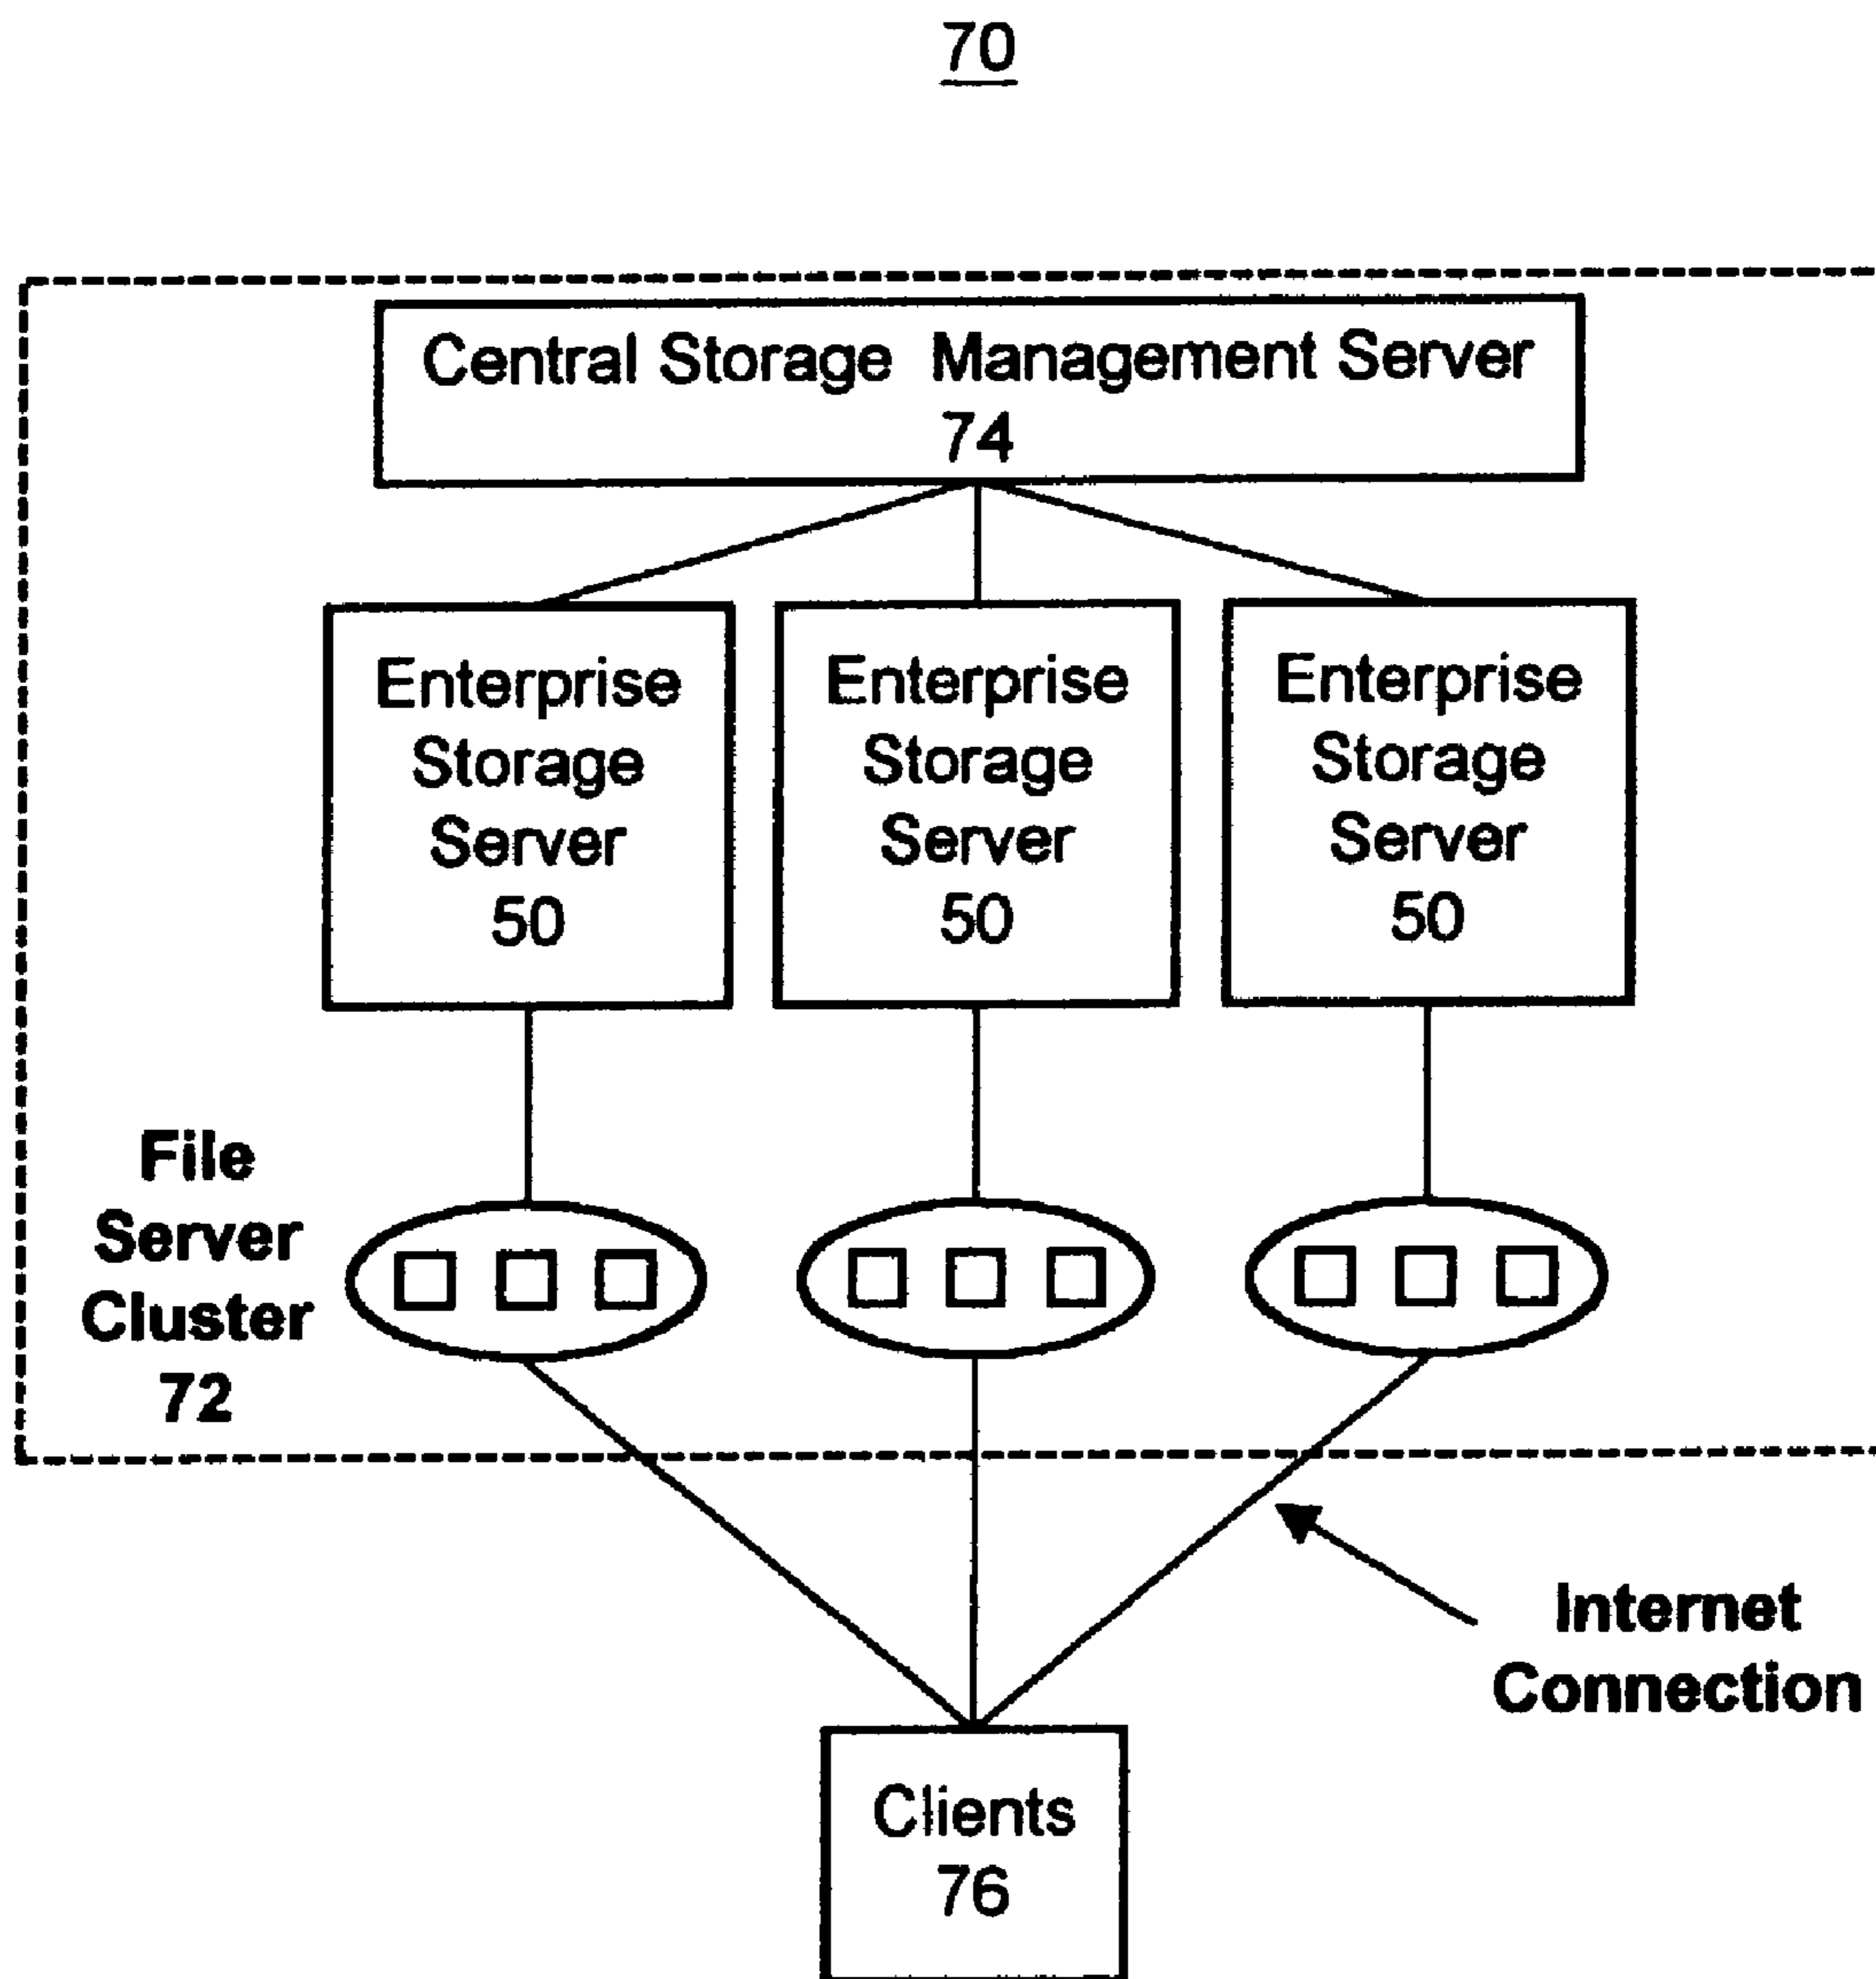 70
Central Storage Management Server
74
Enterprise
Storage
Server
50
Enterprise
Storage
Server
50
Enterprise
Storage
Server
50
File
Server
Cluster
72
Internet
Connection
Clients
76